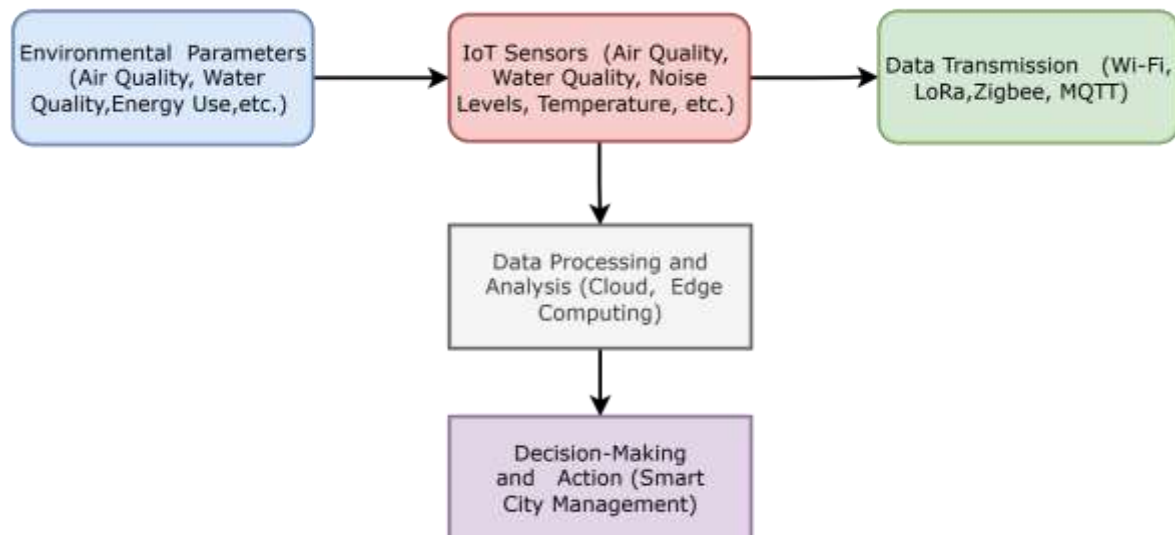 Environmental Parameters
(Air Quality, Water
Quality,Energy Use,etc.)
IoT Sensors (Air Quality,
Water Quality, Noise
Levels, Temperature, etc.)
Data Transmission (Wi-Fi,
LoRa,Zigbee, MQTT)
Data Processing and
Analysis (Cloud, Edge
Computing)
Decision-Making
and Action (Smart
City Management)